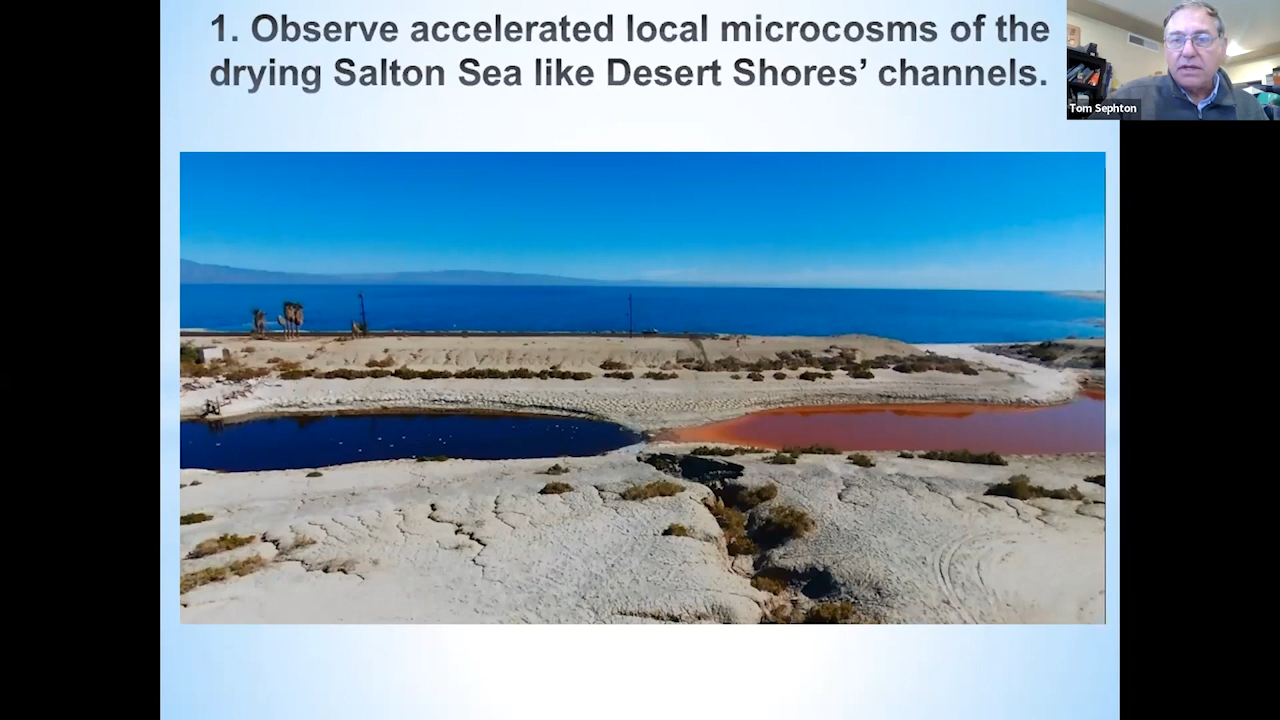 1. Observe accelerated local microcosms of the
drying Salton Sea like Desert Shores’ channels.
Tom Sephton